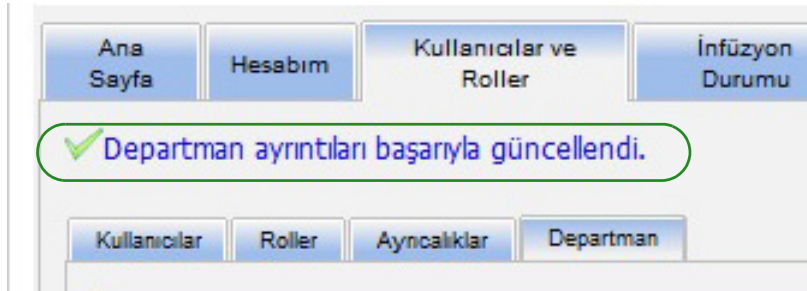 Ana Sayfa
Hesabım
Kullanıcılar ve Roller
İnfüzyon Durumu
Departman ayrıntıları başarıyla güncellendi.
Kullanıcılar
Roller
Ayrıcalıklar
Departman